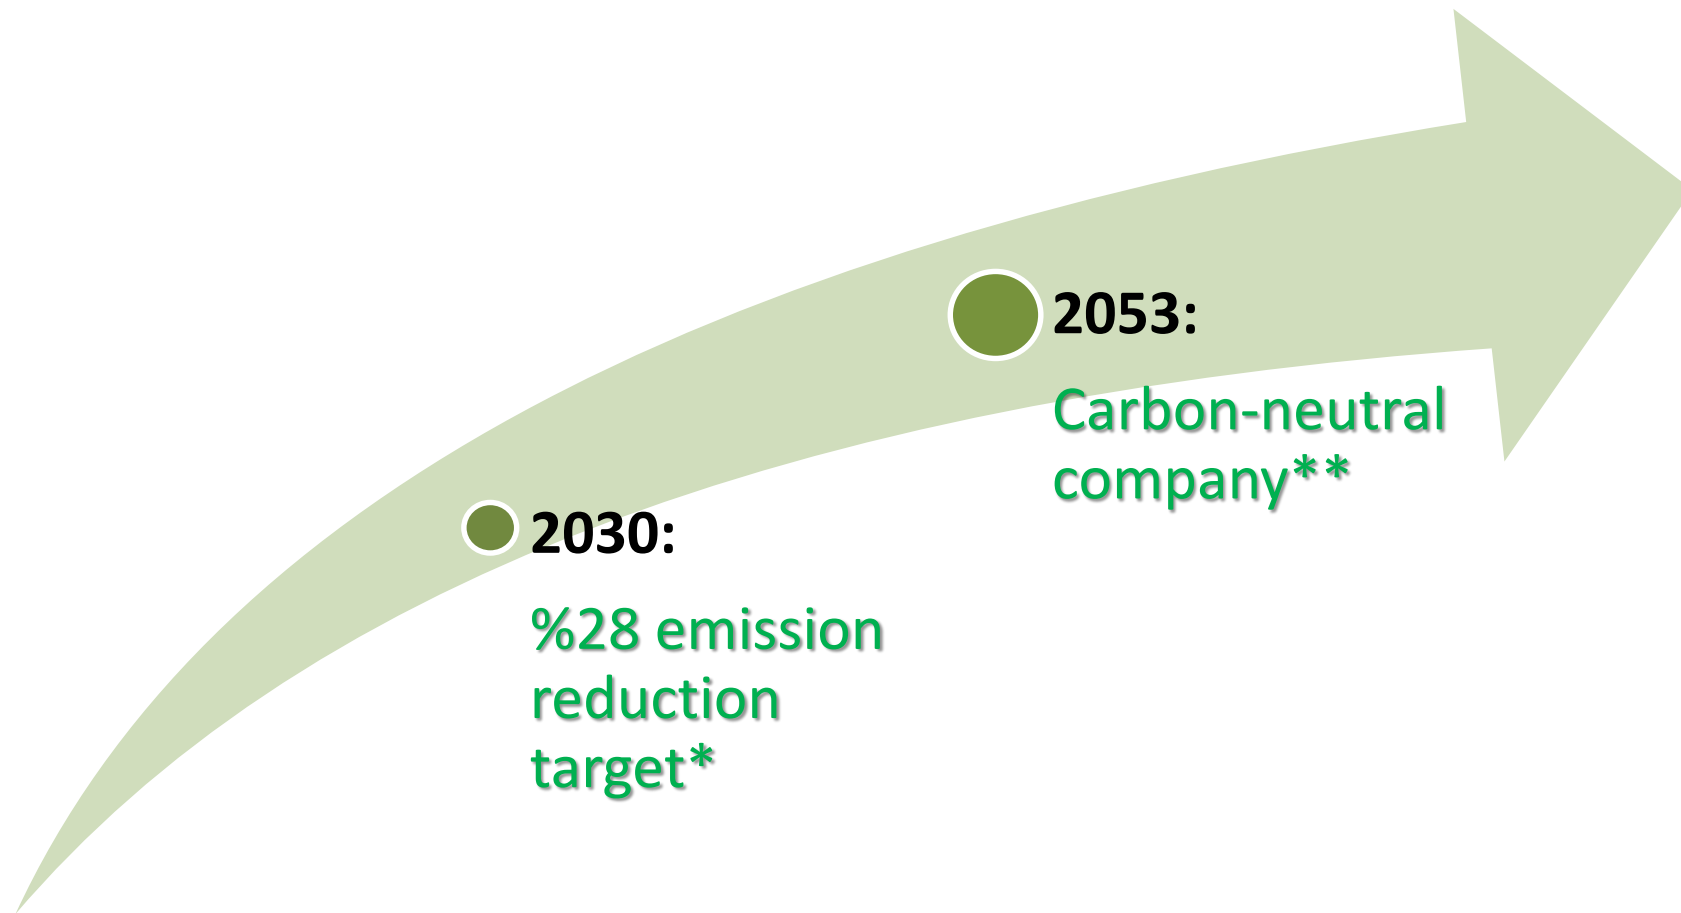 2030:
%28 emission
reduction
target*
2053:
Carbon-neutral
company**